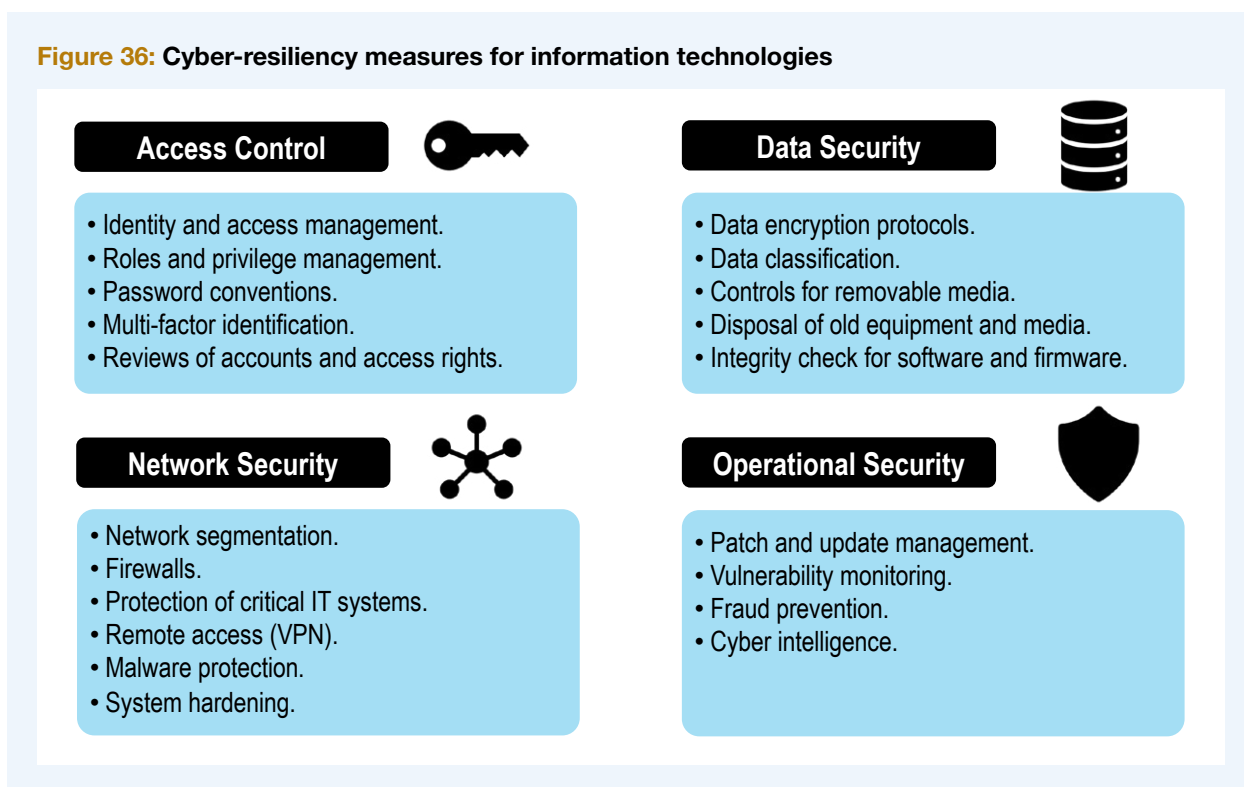 Figure 36: Cyber-resiliency measures for information technologies
Access Control
• Identity and access management.
• Roles and privilege management.
• Password conventions.
• Multi-factor identification.
• Reviews of accounts and access rights.
Data Security
• Data encryption protocols.
• Data classification.
• Controls for removable media.
• Disposal of old equipment and media.
• Integrity check for software and firmware.
Network Security
• Network segmentation.
• Firewalls.
• Protection of critical IT systems.
• Remote access (VPN).
• Malware protection.
• System hardening.
Operational Security
• Patch and update management.
• Vulnerability monitoring.
• Fraud prevention.
• Cyber intelligence.